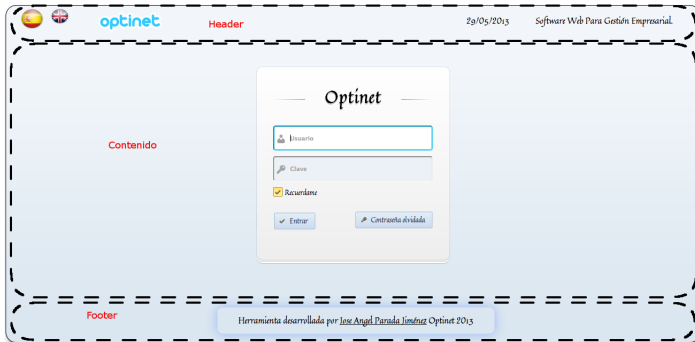 optinet
Header
29/05/2013
Software Web Para Gestión Empresarial.
Optinet
Usuario
Contenido
Clave
Recuerdame
Entrar
Contraseña olvidada
Footer
Herramienta desarrollada por Jose Angel Parada Jiménez Optinet 2013